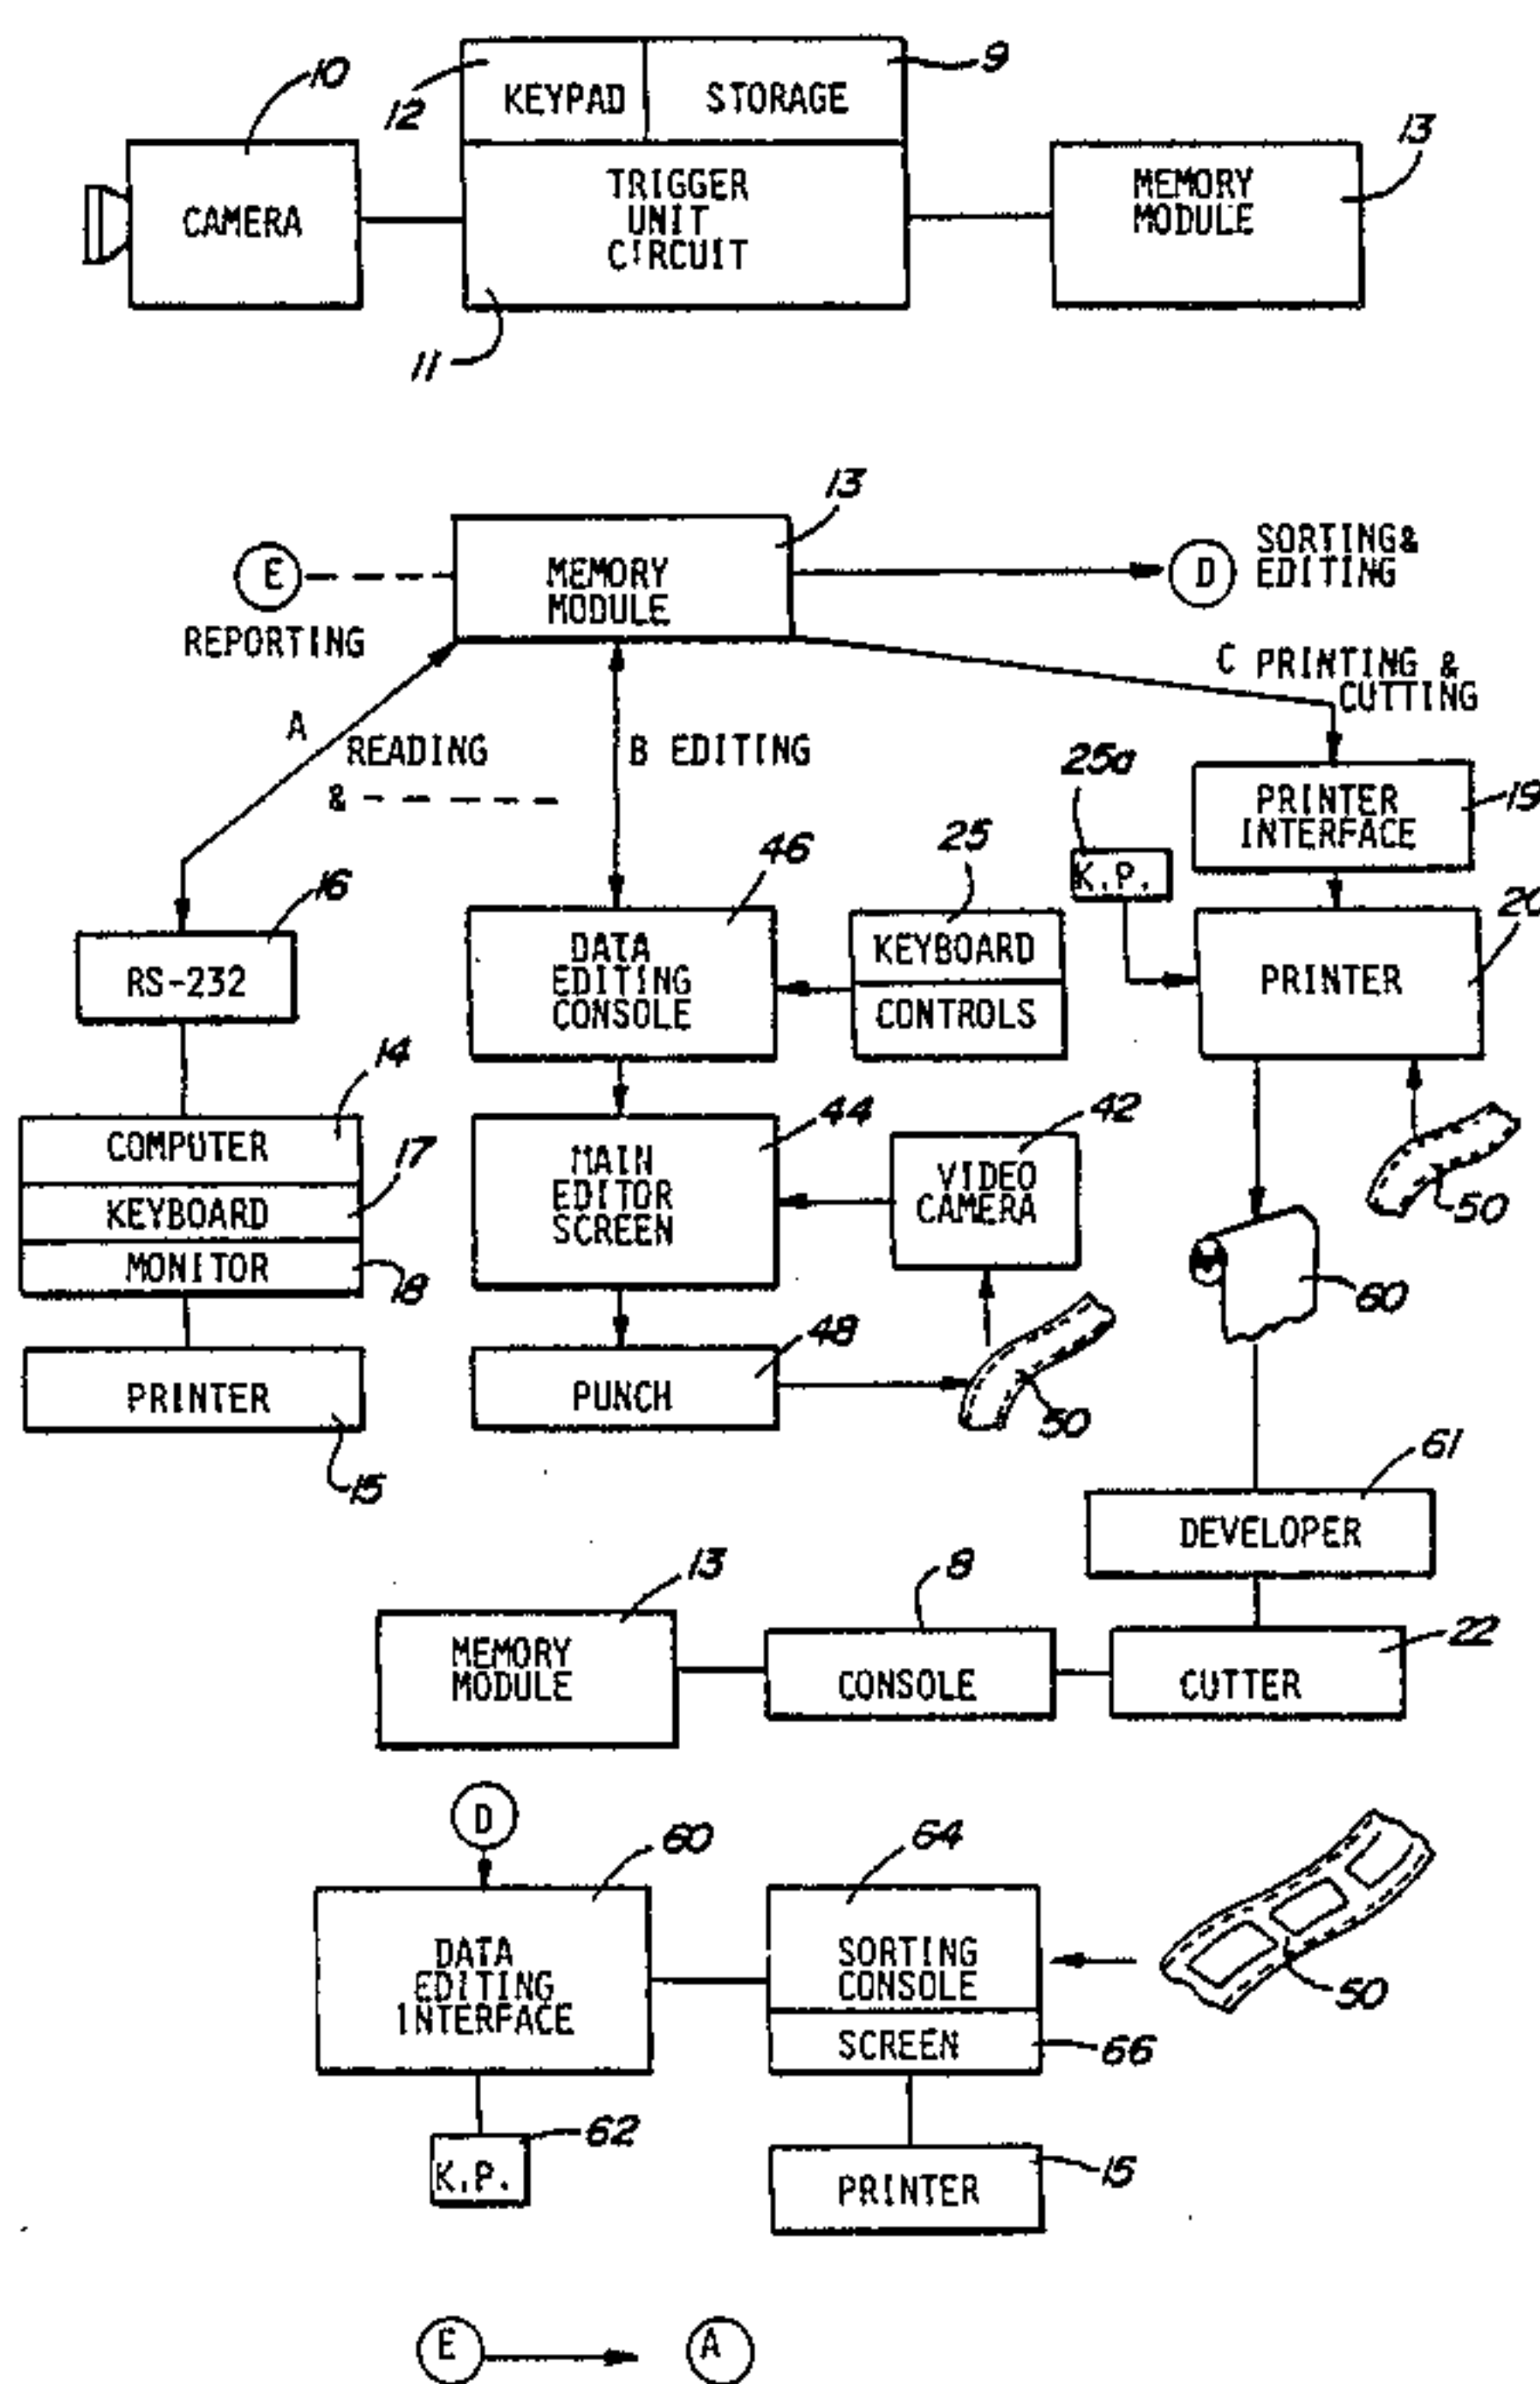 10
12
KEYPAD
STORAGE
9
13
CAMERA
TRIGGER
UNIT
CIRCUIT
MEMORY
MODULE
11
13
E
MEMORY
MODULE
D
SORTING&
EDITING
REPORTING
C PRINTING &
CUTTING
A
READING
&
B EDITING
25a
K.P.
PRINTER
INTERFACE
19
16
46
25
20
RS-232
DATA
EDITING
CONSOLE
KEYBOARD
CONTROLS
PRINTER
14
COMPUTER
17
KEYBOARD
MONITOR
18
44
MAIN
EDITOR
SCREEN
42
VIDEO
CAMERA
50
60
PRINTER
15
48
PUNCH
50
61
DEVELOPER
13
MEMORY
MODULE
8
CONSOLE
22
CUTTER
D
60
DATA
EDITING
INTERFACE
64
SORTING
CONSOLE
SCREEN
66
50
62
K.P.
PRINTER
15
E
A